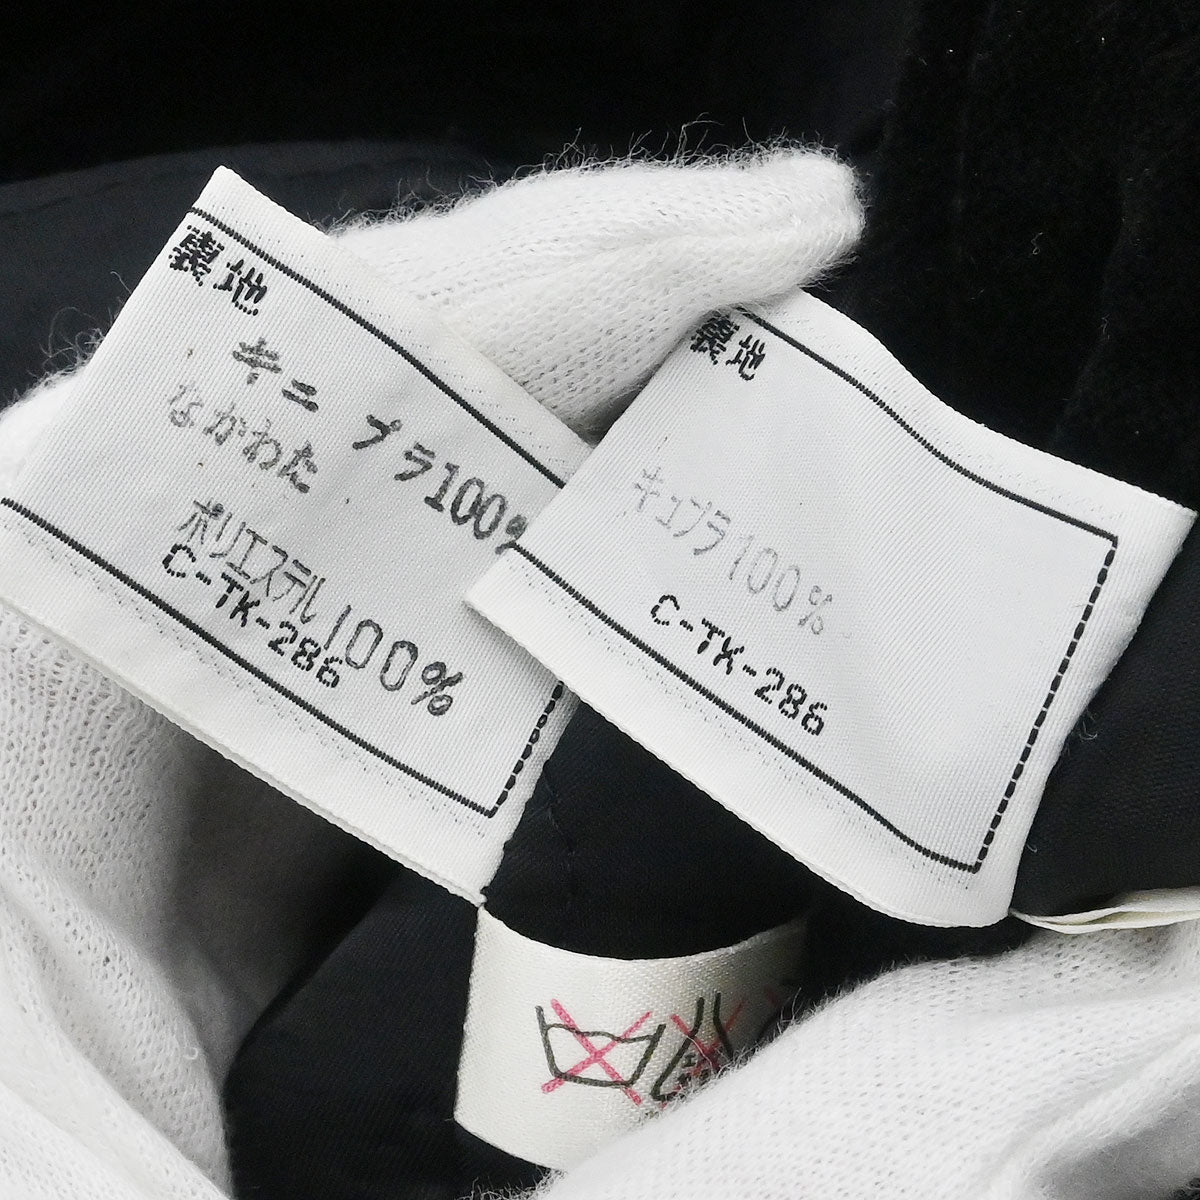 裏地
キュプラ100%
なかわた
ポリエステル100%
C-TK-286
裏地
キュプラ100%
C-TK-286